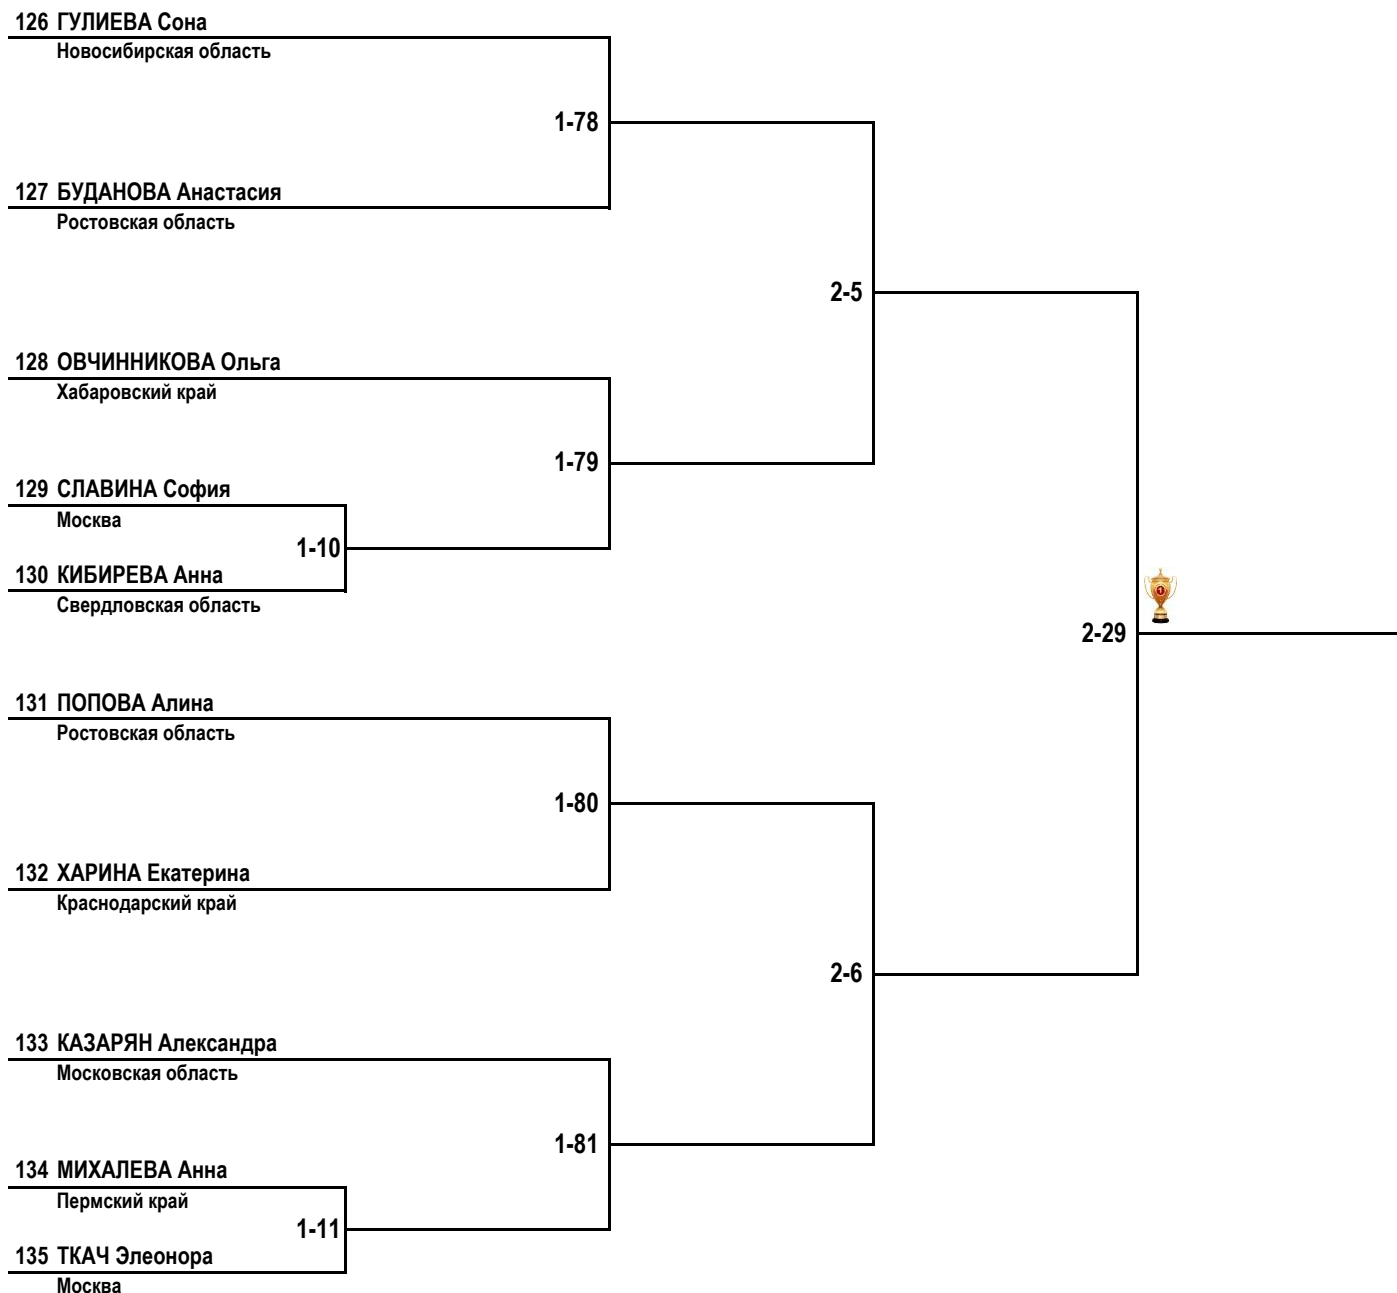 126 ГУЛИЕВА Сона
Новосибирская область
1-78
127 БУДАНОВА Анастасия
Ростовская область
2-5
128 ОВЧИННИКОВА Ольга
Хабаровский край
1-79
129 СЛАВИНА София
Москва
1-10
130 КИБИРЕВА Анна
Свердловская область
2-29
131 ПОПОВА Алина
Ростовская область
1-80
132 ХАРИНА Екатерина
Краснодарский край
2-6
133 КАЗАРЯН Александра
Московская область
1-81
134 МИХАЛЕВА Анна
Пермский край
1-11
135 ТКАЧ Элеонора
Москва